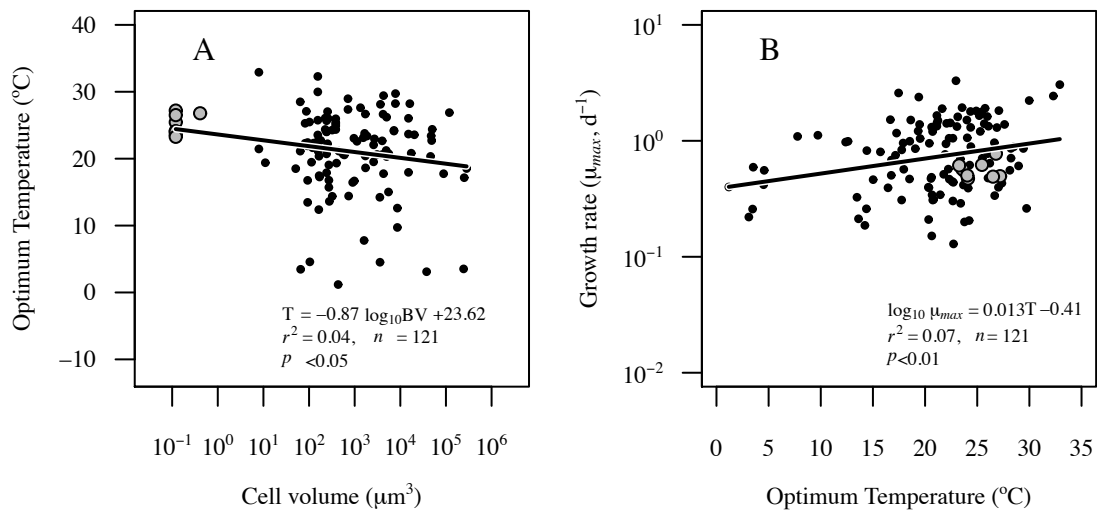 A
B
Optimum Temperature (ºC)
40
30
20
10
0
−10
T = −0.87 log₁₀BV +23.62
r² = 0.04, n = 121
p <0.05
10⁻¹ 10⁰ 10¹ 10² 10³ 10⁴ 10⁵ 10⁶
Cell volume (μm³)
Growth rate (μmax, d⁻¹)
10¹
10⁰
10⁻¹
10⁻²
log₁₀ μmax = 0.013T −0.41
r² = 0.07, n = 121
p<0.01
0 5 10 15 20 25 30 35
Optimum Temperature (ºC)